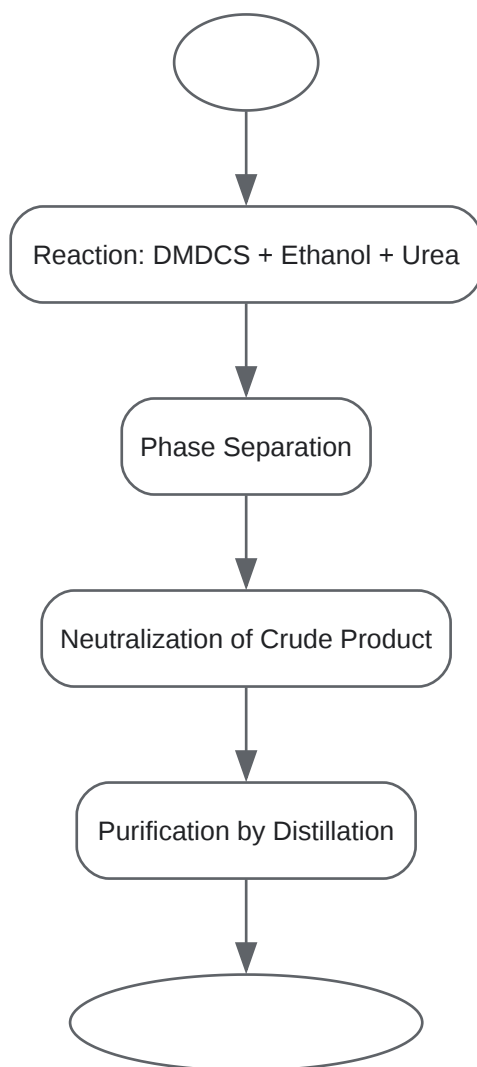 Reaction: DMDCS + Ethanol + Urea
Phase Separation
Neutralization of Crude Product
Purification by Distillation